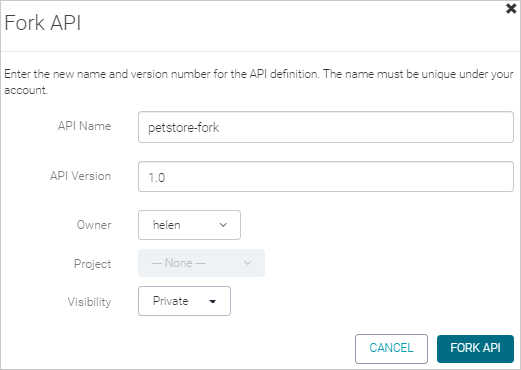 Fork API
Enter the new name and version number for the API definition. The name must be unique under your
account.
API Name petstore-fork
API Version 1.0
Owner helen
Project --- None ---
Visibility Private
CANCEL FORK API